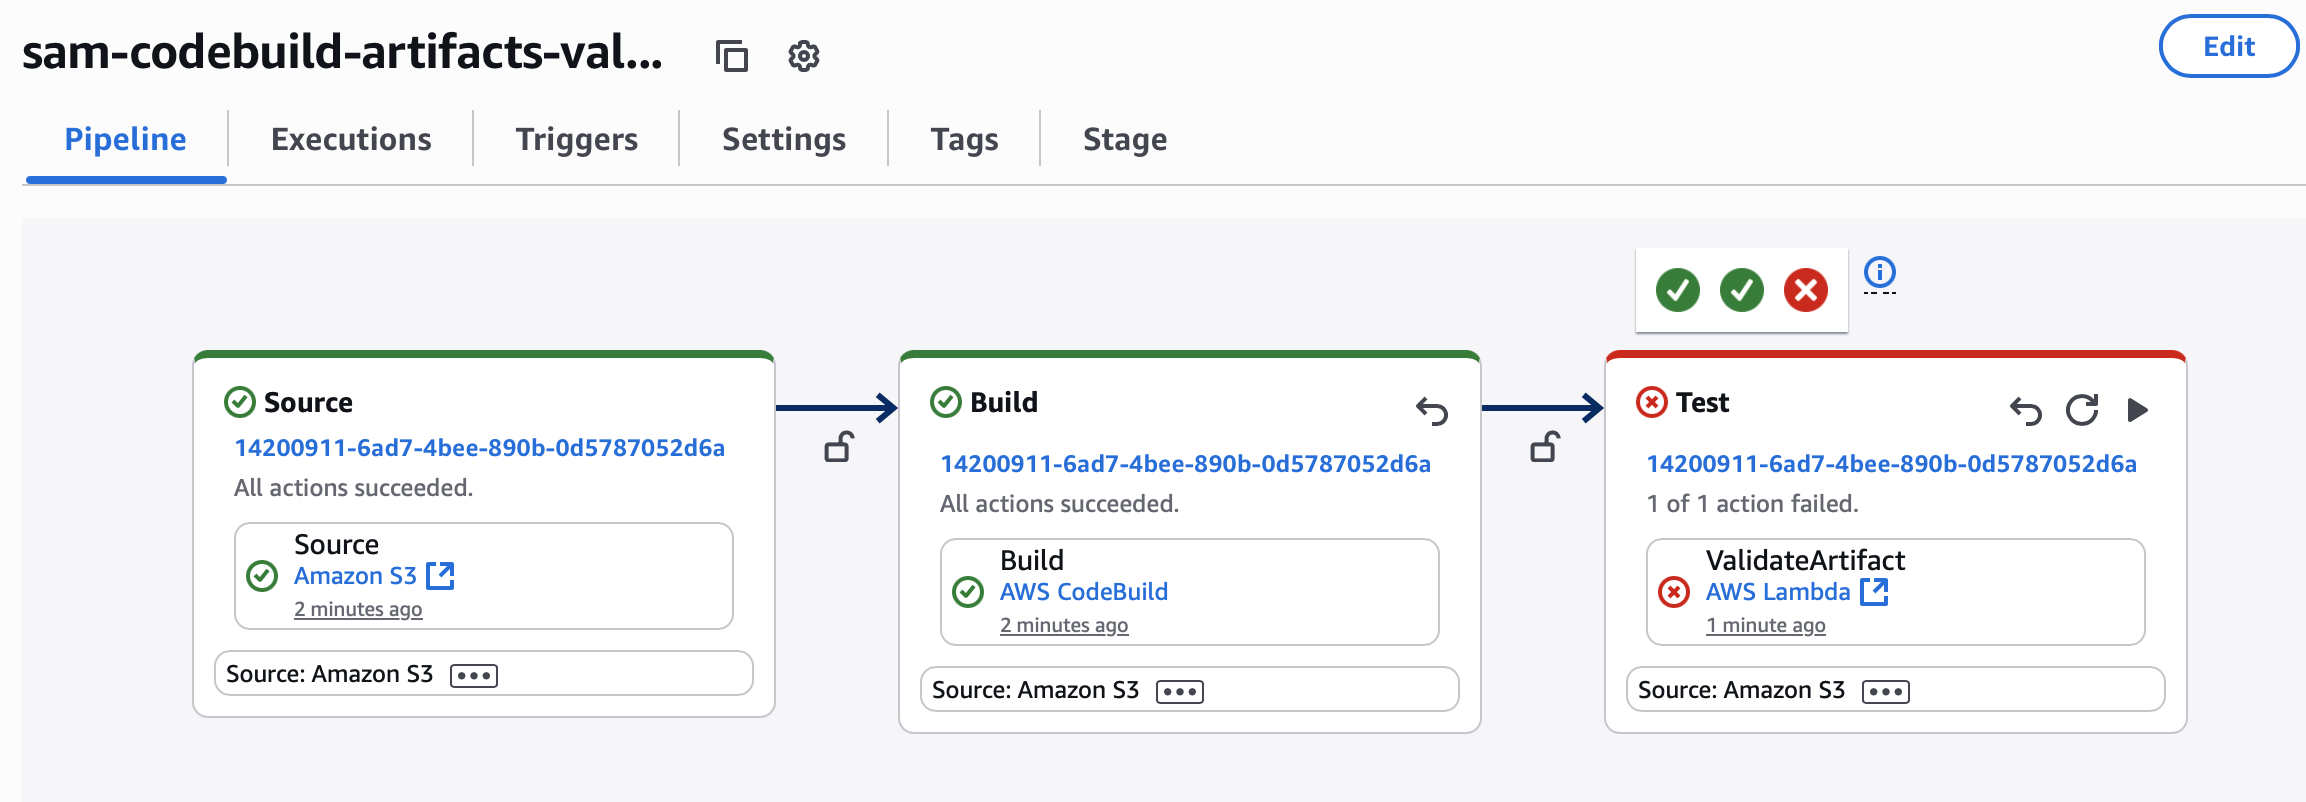 sam-codebuild-artifacts-val...
Edit
Pipeline
Executions
Triggers
Settings
Tags
Stage
Source
14200911-6ad7-4bee-890b-0d5787052d6a
All actions succeeded.
Source
Amazon S3
2 minutes ago
Source: Amazon S3
Build
14200911-6ad7-4bee-890b-0d5787052d6a
All actions succeeded.
Build
AWS CodeBuild
2 minutes ago
Source: Amazon S3
Test
14200911-6ad7-4bee-890b-0d5787052d6a
1 of 1 action failed.
ValidateArtifact
AWS Lambda
1 minute ago
Source: Amazon S3